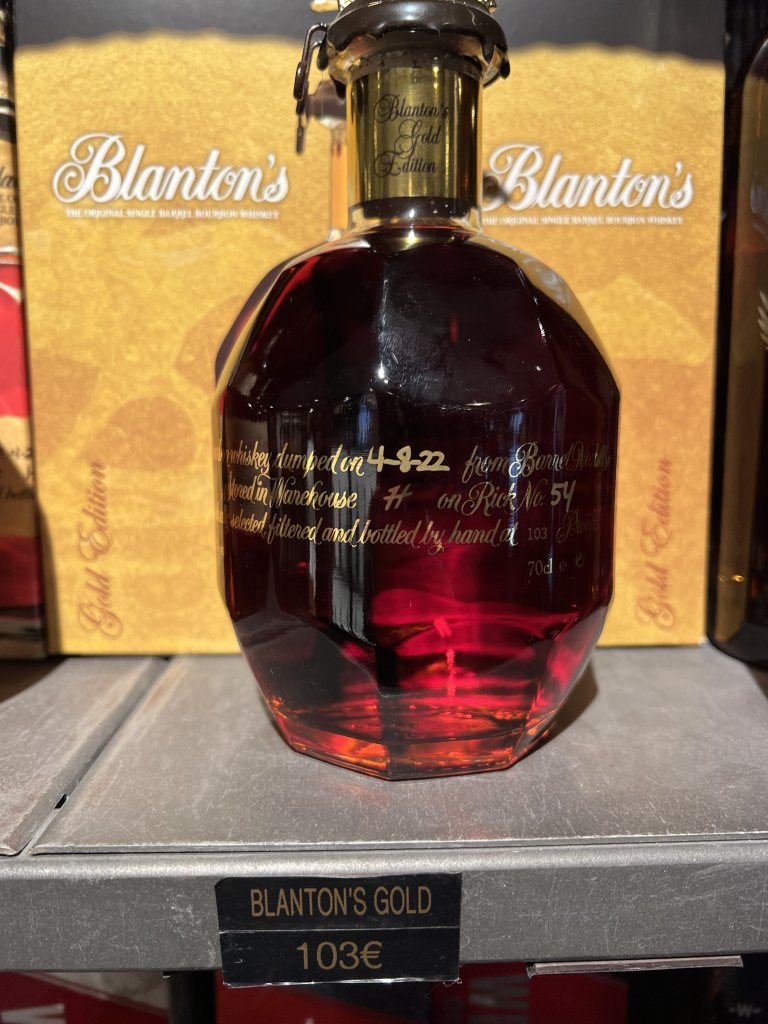 Blanton's
THE ORIGINAL SINGLE BARREL BOURBON WHISKEY
Blanton's
Gold
Edition
Blanton's
THE ORIGINAL SINGLE BARREL BOURBON WHISKEY
whiskey dumped on 4-8-22 from Barrel
Stored in Warehouse H on Rick No. 54
selected, filtered and bottled by hand at 103 Proof
70cl e
Gold Edition
Gold Edition
BLANTON'S GOLD
103€